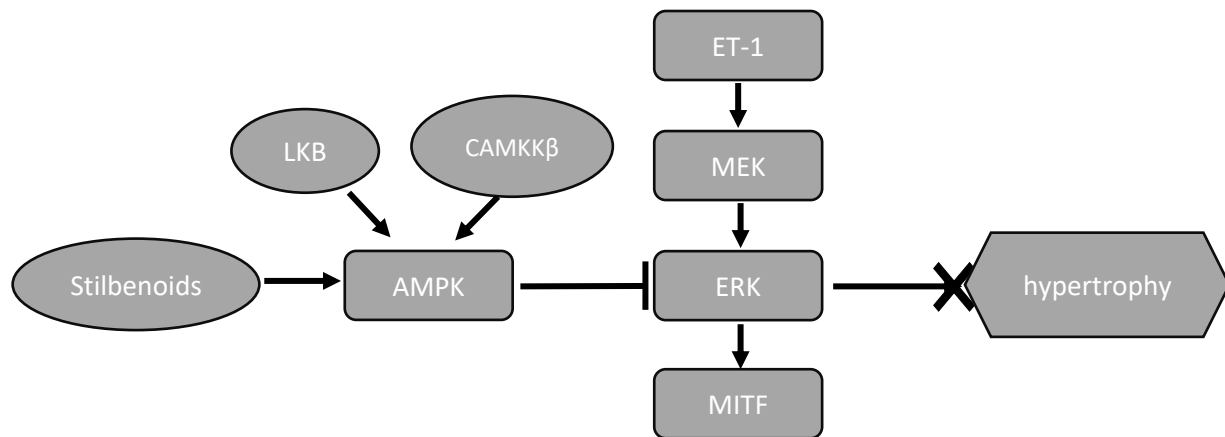 ET-1
LKB
CAMKKβ
MEK
Stilbenoids
AMPK
ERK
hypertrophy
MITF